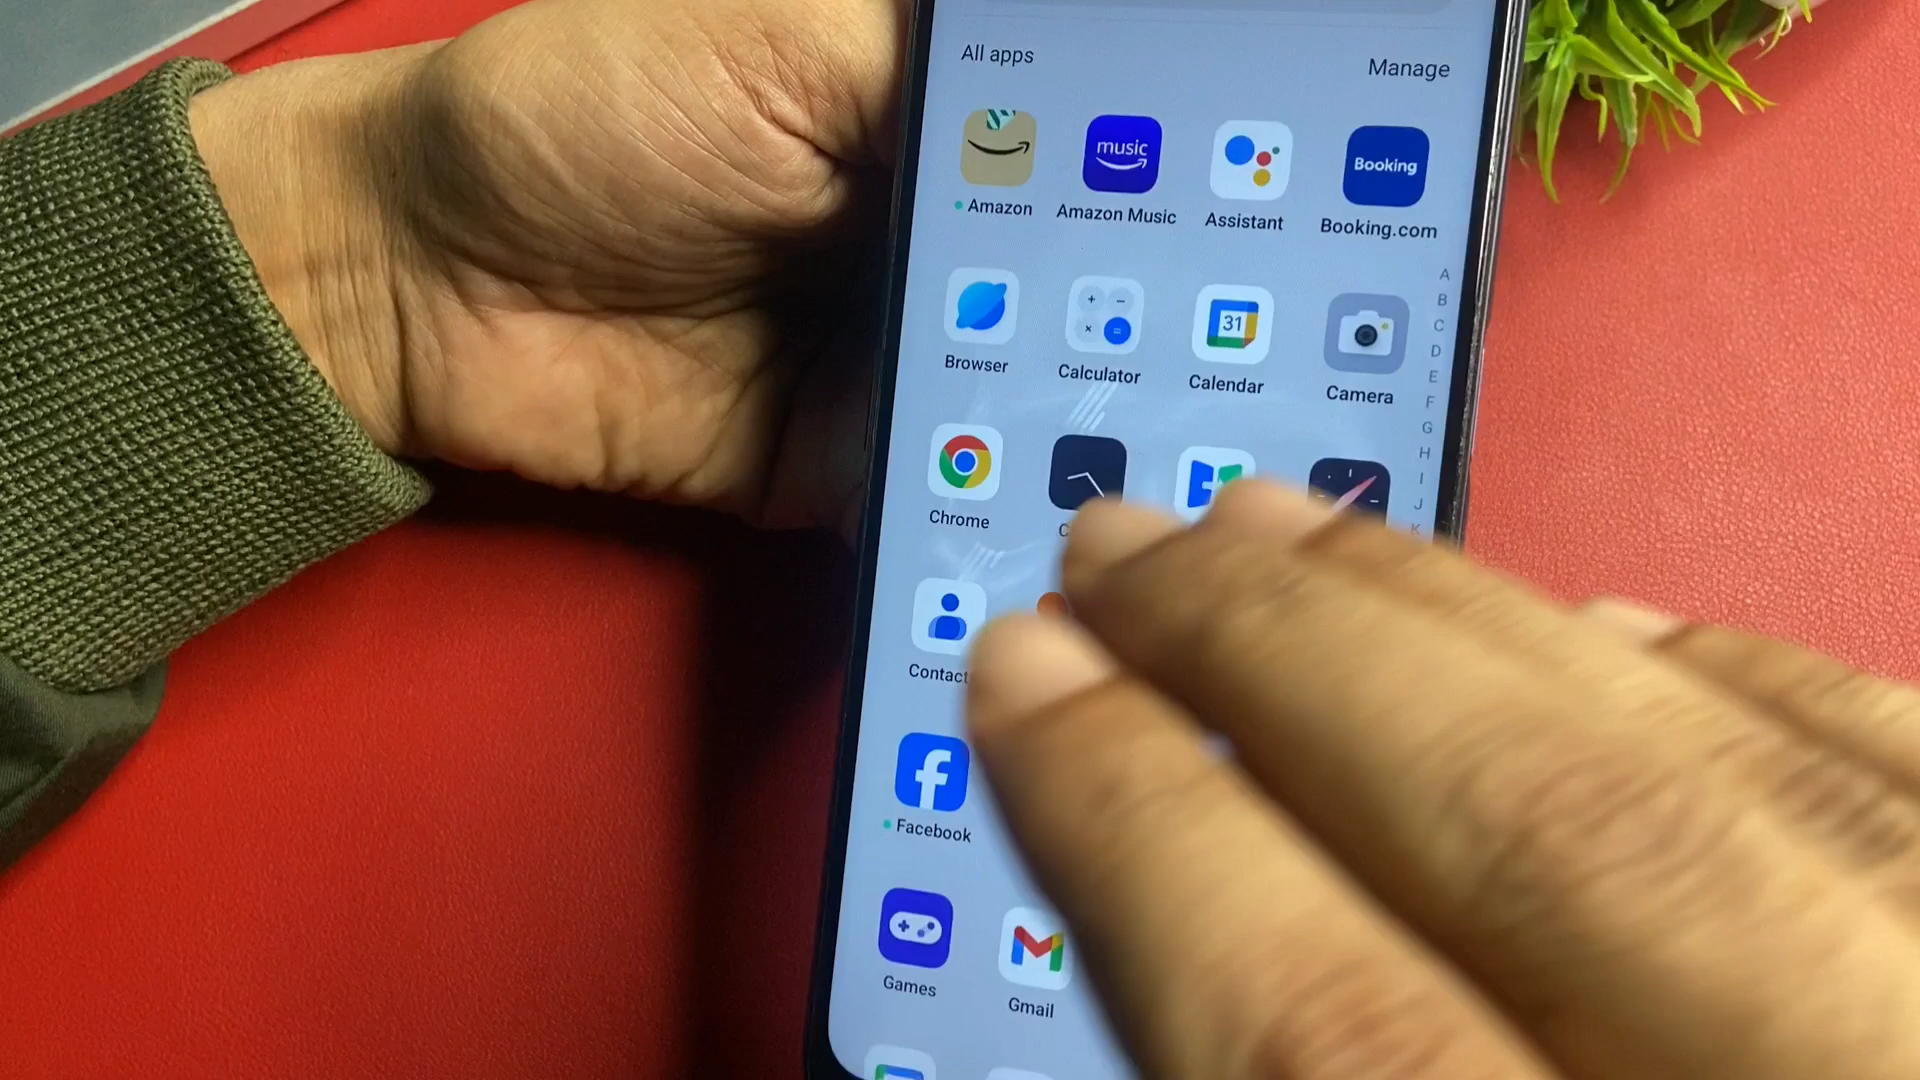 All apps
Manage
music
Booking
Amazon
Amazon Music
Assistant
Booking.com
31
Browser
Calculator
Calendar
Camera
Chrome
Facebook
Games
Gmail
A
B
C
D
E
F
G
H
I
J
K